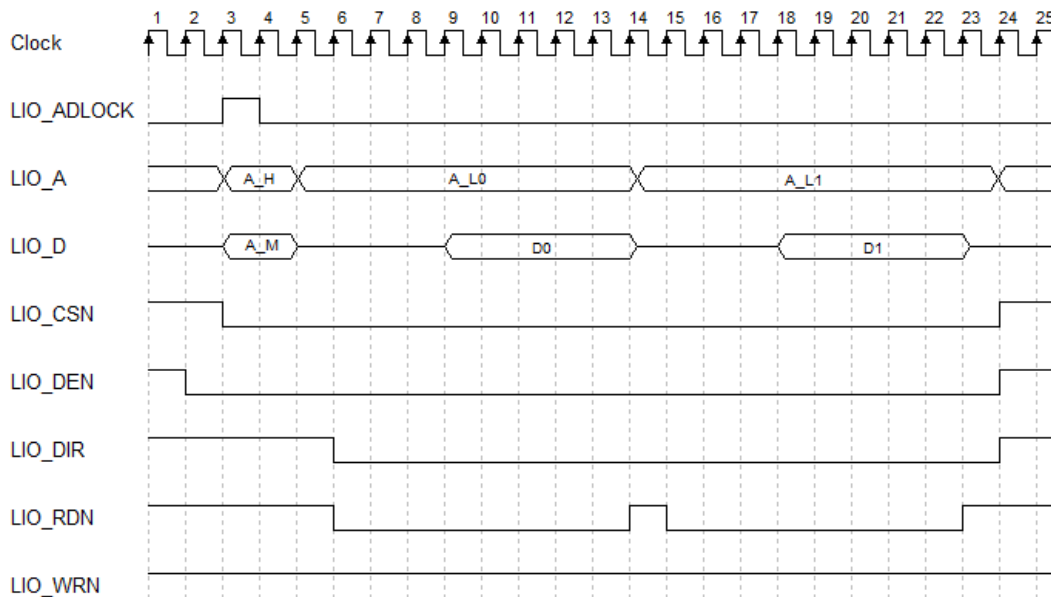 1 2 3 4 5 6 7 8 9 10 11 12 13 14 15 16 17 18 19 20 21 22 23 24 25
Clock
LIO_ADLOCK
LIO_A A_H A_L0 A_L1
LIO_D A_M D0 D1
LIO_CSN
LIO_DEN
LIO_DIR
LIO_RDN
LIO_WRN